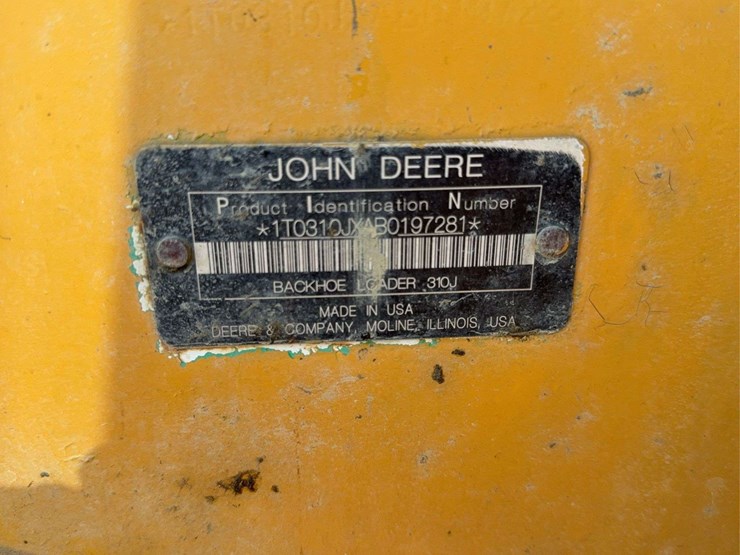 JOHN DEERE
Product Identification Number
*1T0310JXAB0197281*
BACKHOE LOADER 310J
MADE IN USA
DEERE & COMPANY, MOLINE, ILLINOIS, USA